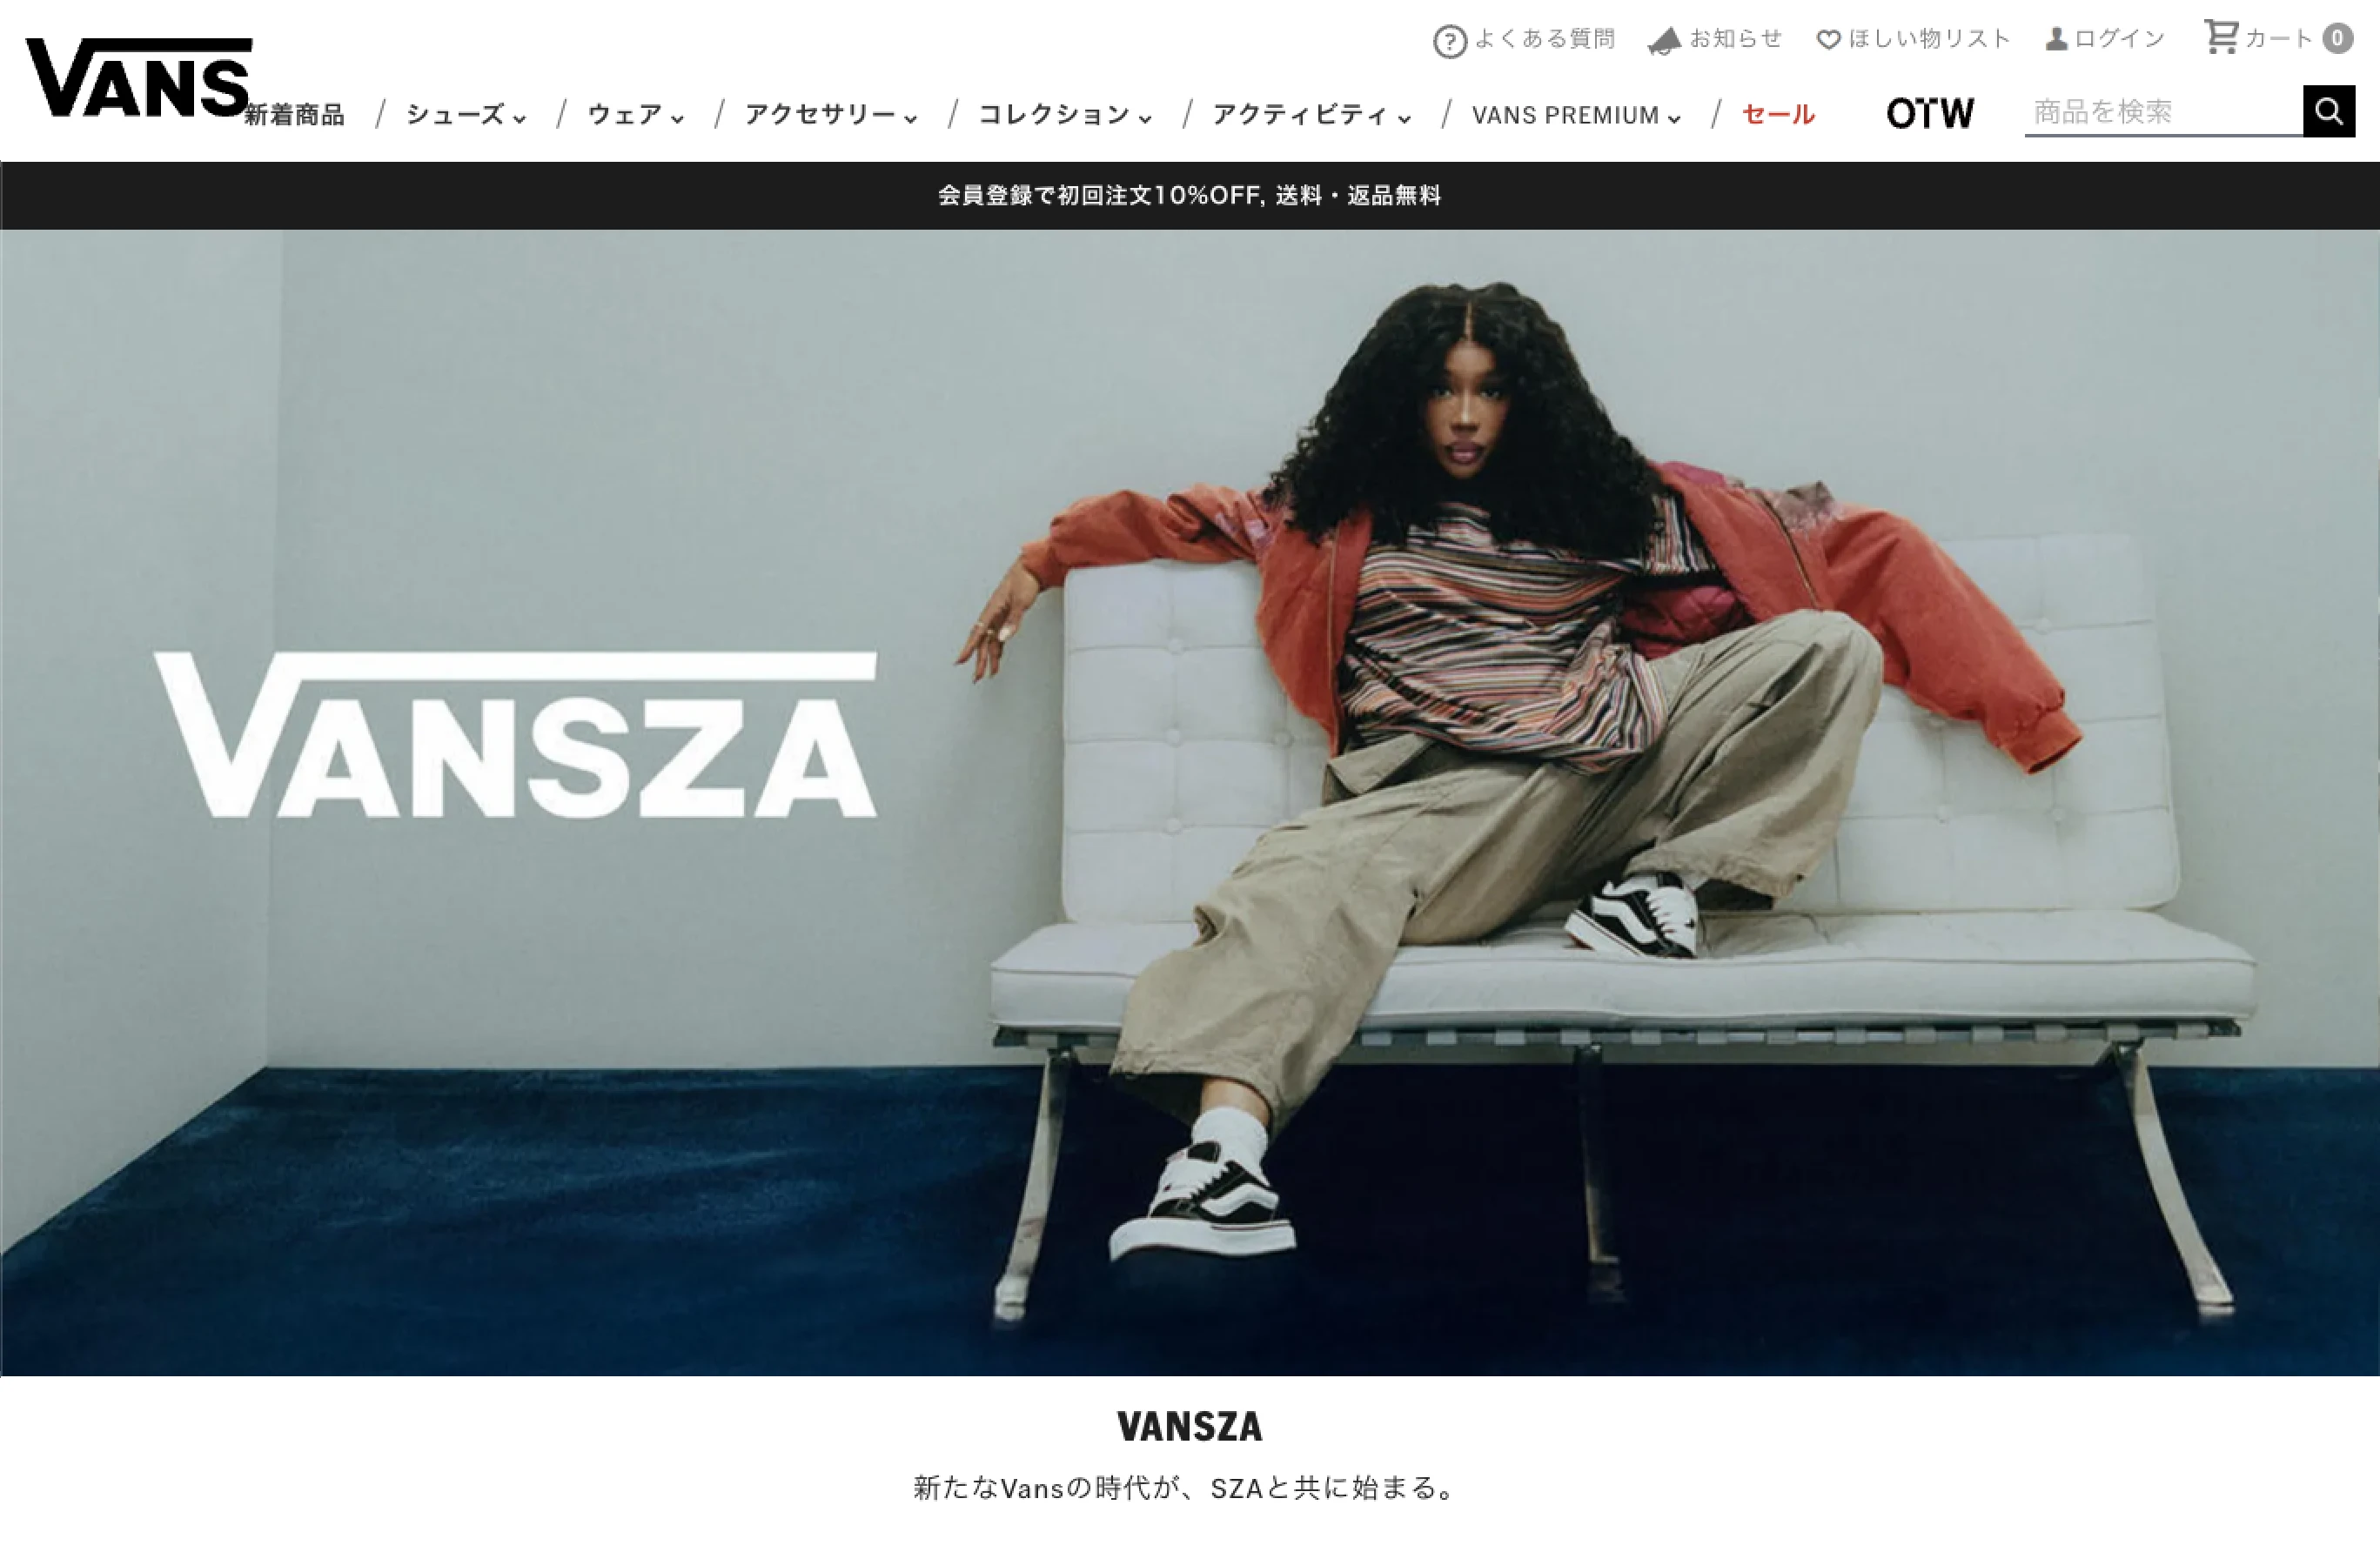 VANS
よくある質問 お知らせ ほしい物リスト ログイン カート 0
新着商品 / シューズ / ウェア / アクセサリー / コレクション / アクティビティ / VANS PREMIUM / セール OTW 商品を検索
会員登録で初回注文10%OFF, 送料・返品無料
VANSZA
VANSZA
新たなVansの時代が、SZAと共に始まる。